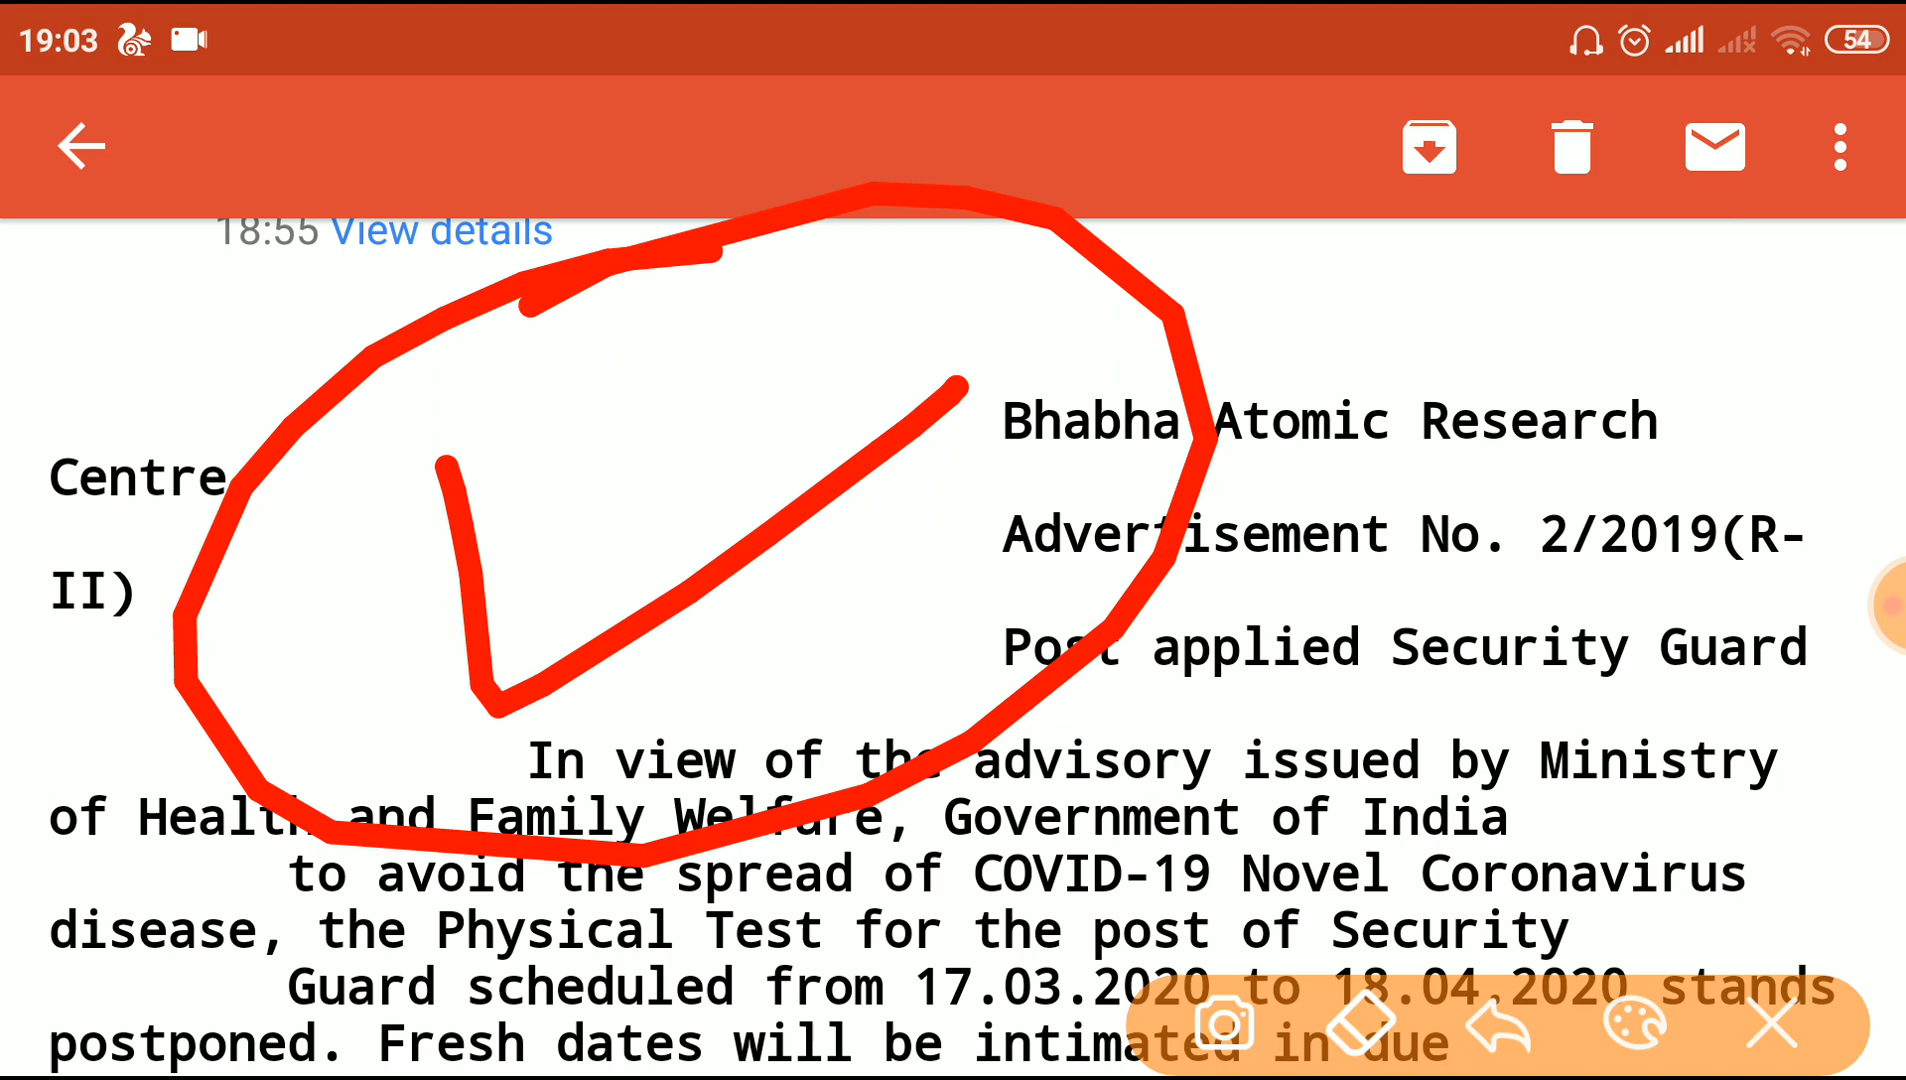 19:03 54
18:55 View details
Bhabha Atomic Research
Centre
Advertisement No. 2/2019(R-
II)
Post applied Security Guard
In view of the advisory issued by Ministry
of Health and Family Welfare, Government of India
to avoid the spread of COVID-19 Novel Coronavirus
disease, the Physical Test for the post of Security
Guard scheduled from 17.03.2020 to 18.04.2020 stands
postponed. Fresh dates will be intimated in due